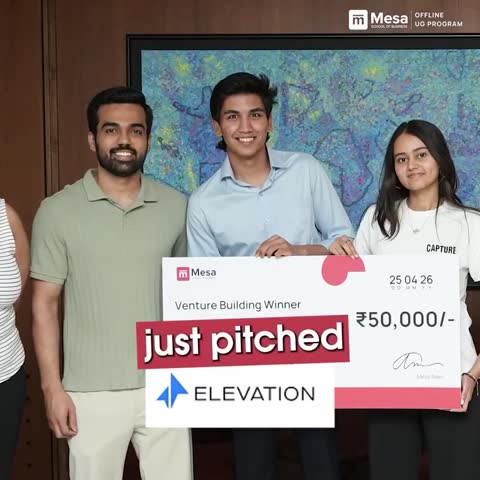 Mesa
SCHOOL OF BUSINESS
OFFLINE
UG PROGRAM
CAPTURE
Mesa
25 04 26
DD MM YY
Venture Building Winner
₹50,000/-
just pitched
ELEVATION